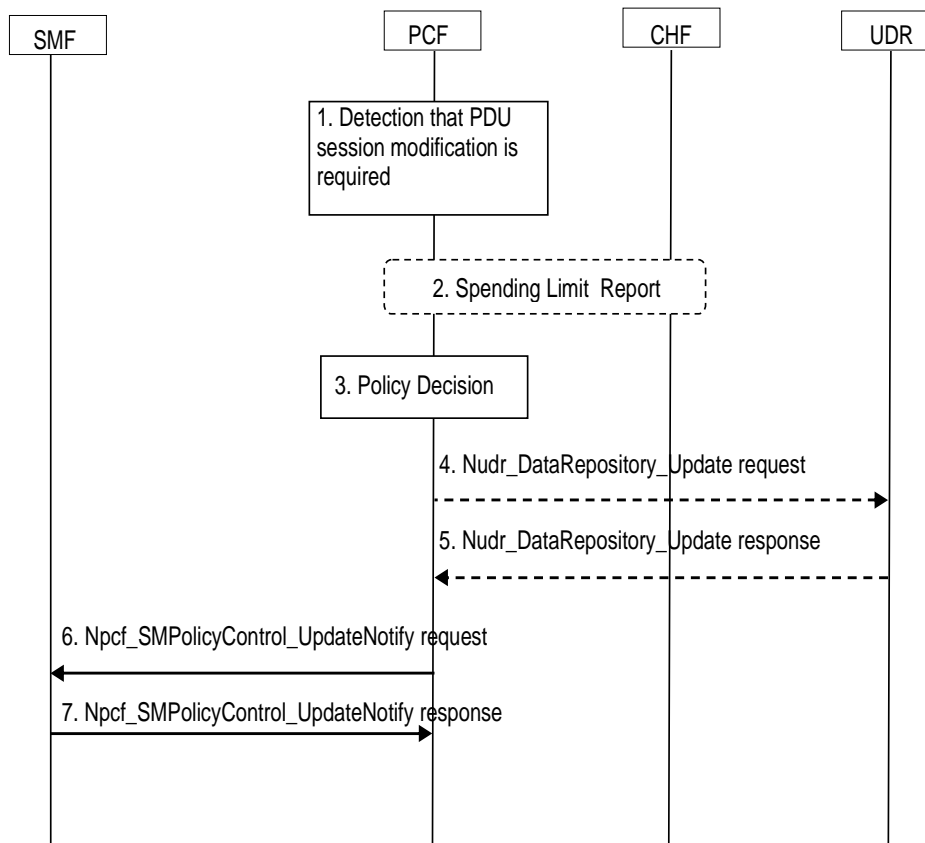 SMF
PCF
CHF
UDR
1. Detection that PDU
session modification is
required
2. Spending Limit Report
3. Policy Decision
4. Nudr_DataRepository_Update request
5. Nudr_DataRepository_Update response
6. Npcf_SMPolicyControl_UpdateNotify request
7. Npcf_SMPolicyControl_UpdateNotify response